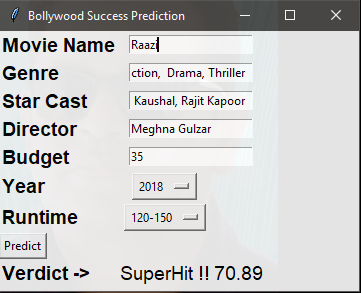 Bollywood Success Prediction
Movie Name Raazi
Genre ction, Drama, Thriller
Star Cast Kaushal, Rajit Kapoor
Director Meghna Gulzar
Budget 35
Year 2018
Runtime 120-150
Predict
Verdict -> SuperHit !! 70.89